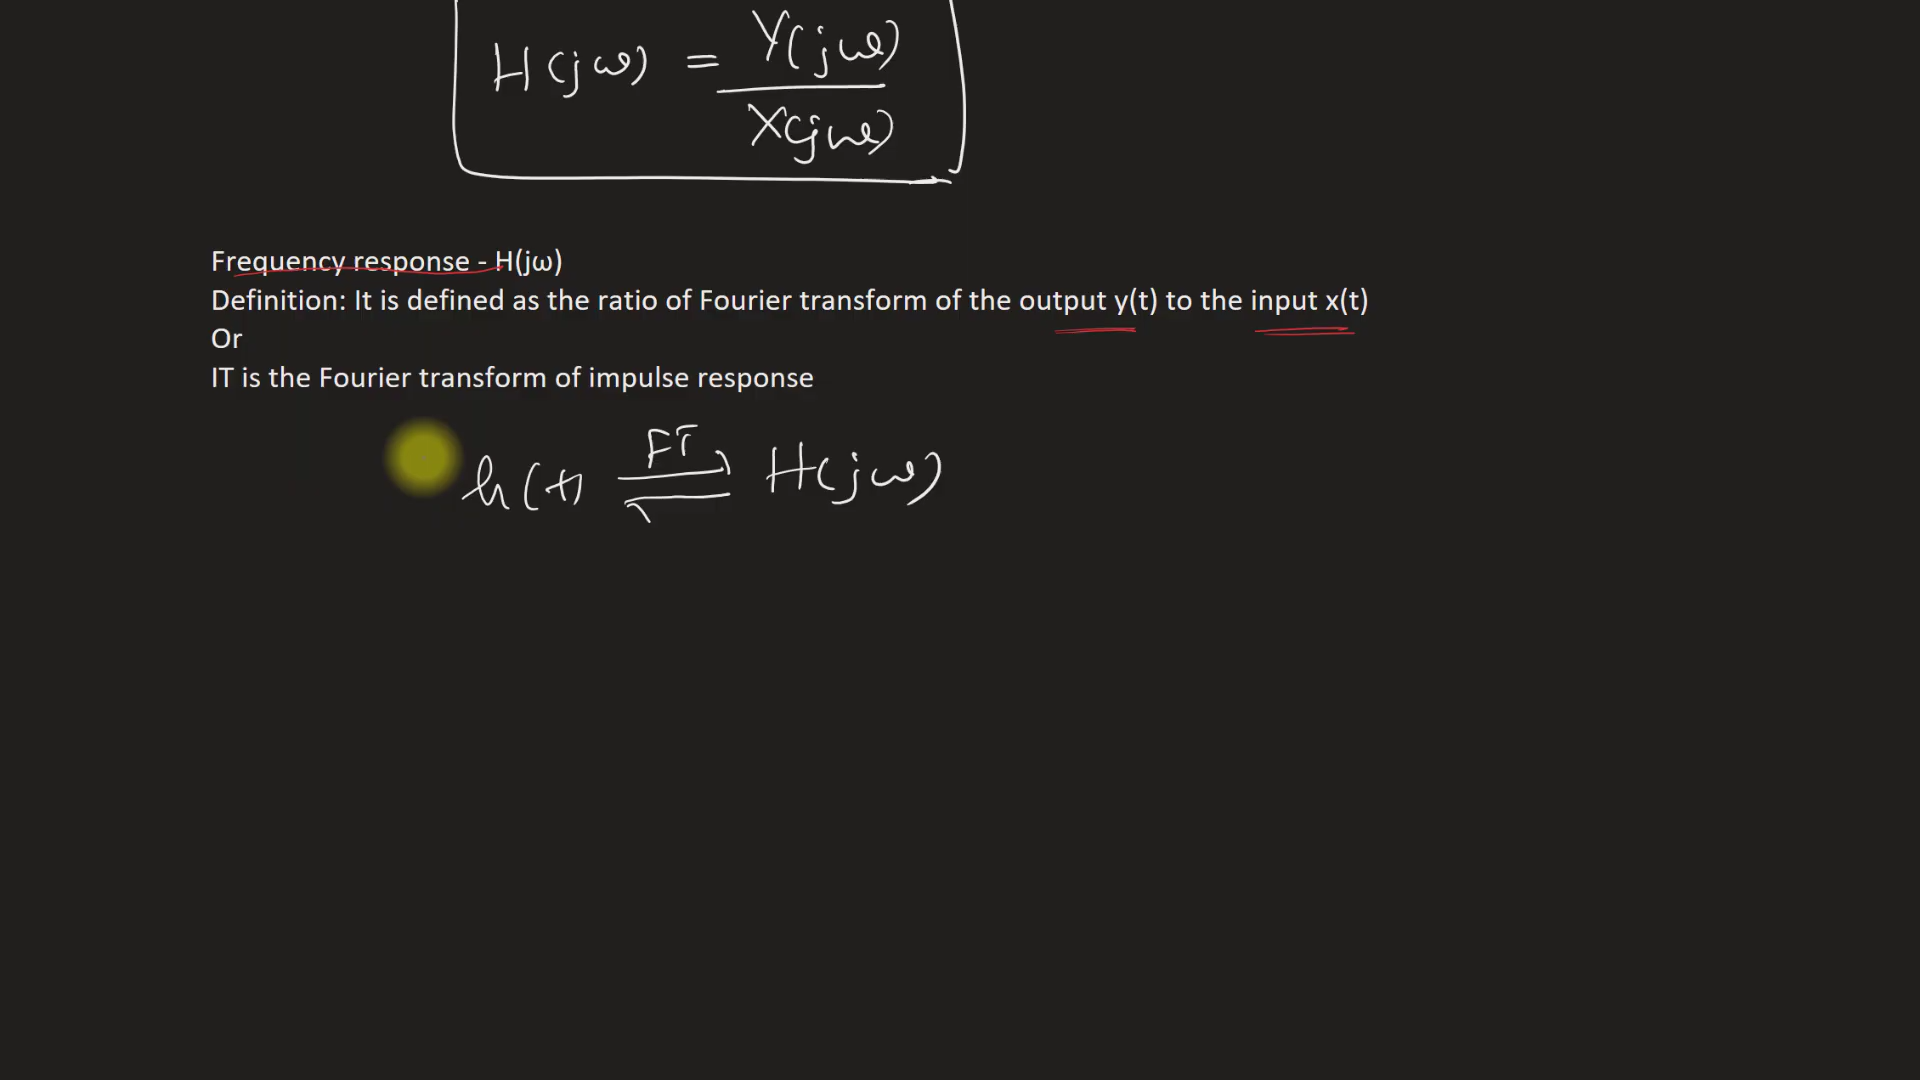 H(jω) = Y(jω)
X(jω)
Frequency response - H(jω)
Definition: It is defined as the ratio of Fourier transform of the output y(t) to the input x(t)
Or
IT is the Fourier transform of impulse response
FT
h(t) ⇌ H(jω)